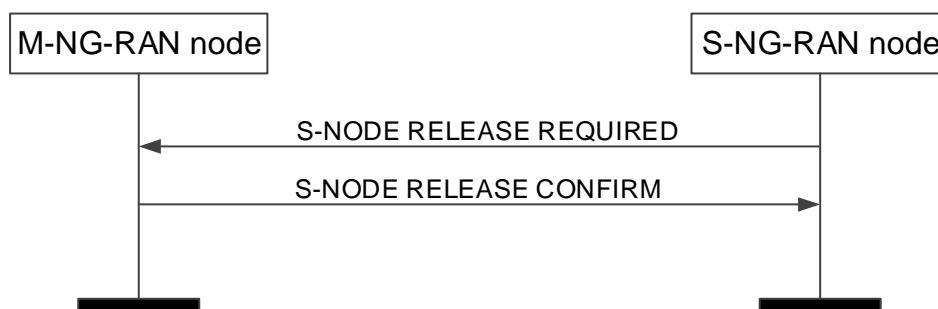 M-NG-RAN node
S-NG-RAN node
S-NODE RELEASE REQUIRED
S-NODE RELEASE CONFIRM